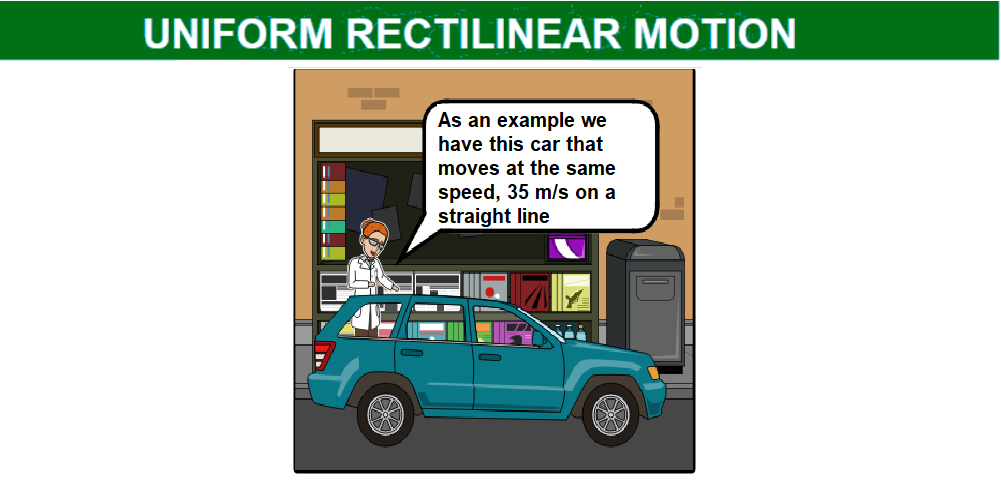 UNIFORM RECTILINEAR MOTION
As an example we
have this car that
moves at the same
speed, 35 m/s on a
straight line